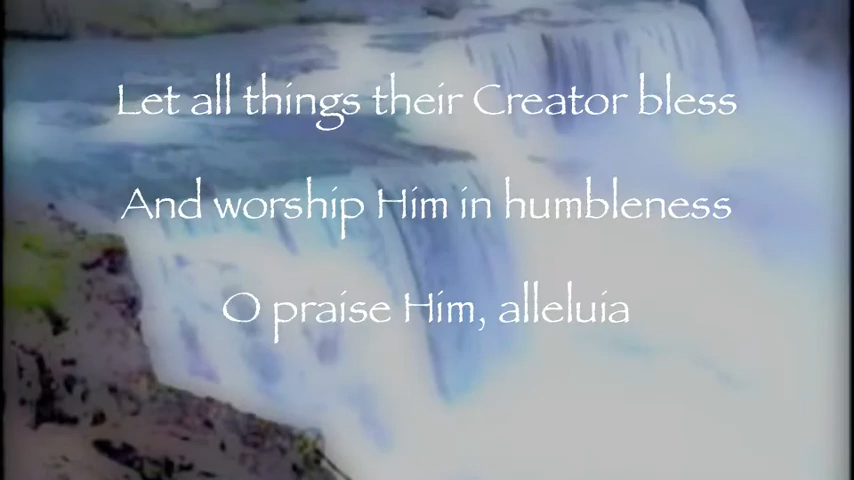 Let all things their Creator bless
And worship Him in humbleness
O praise Him, alleluia